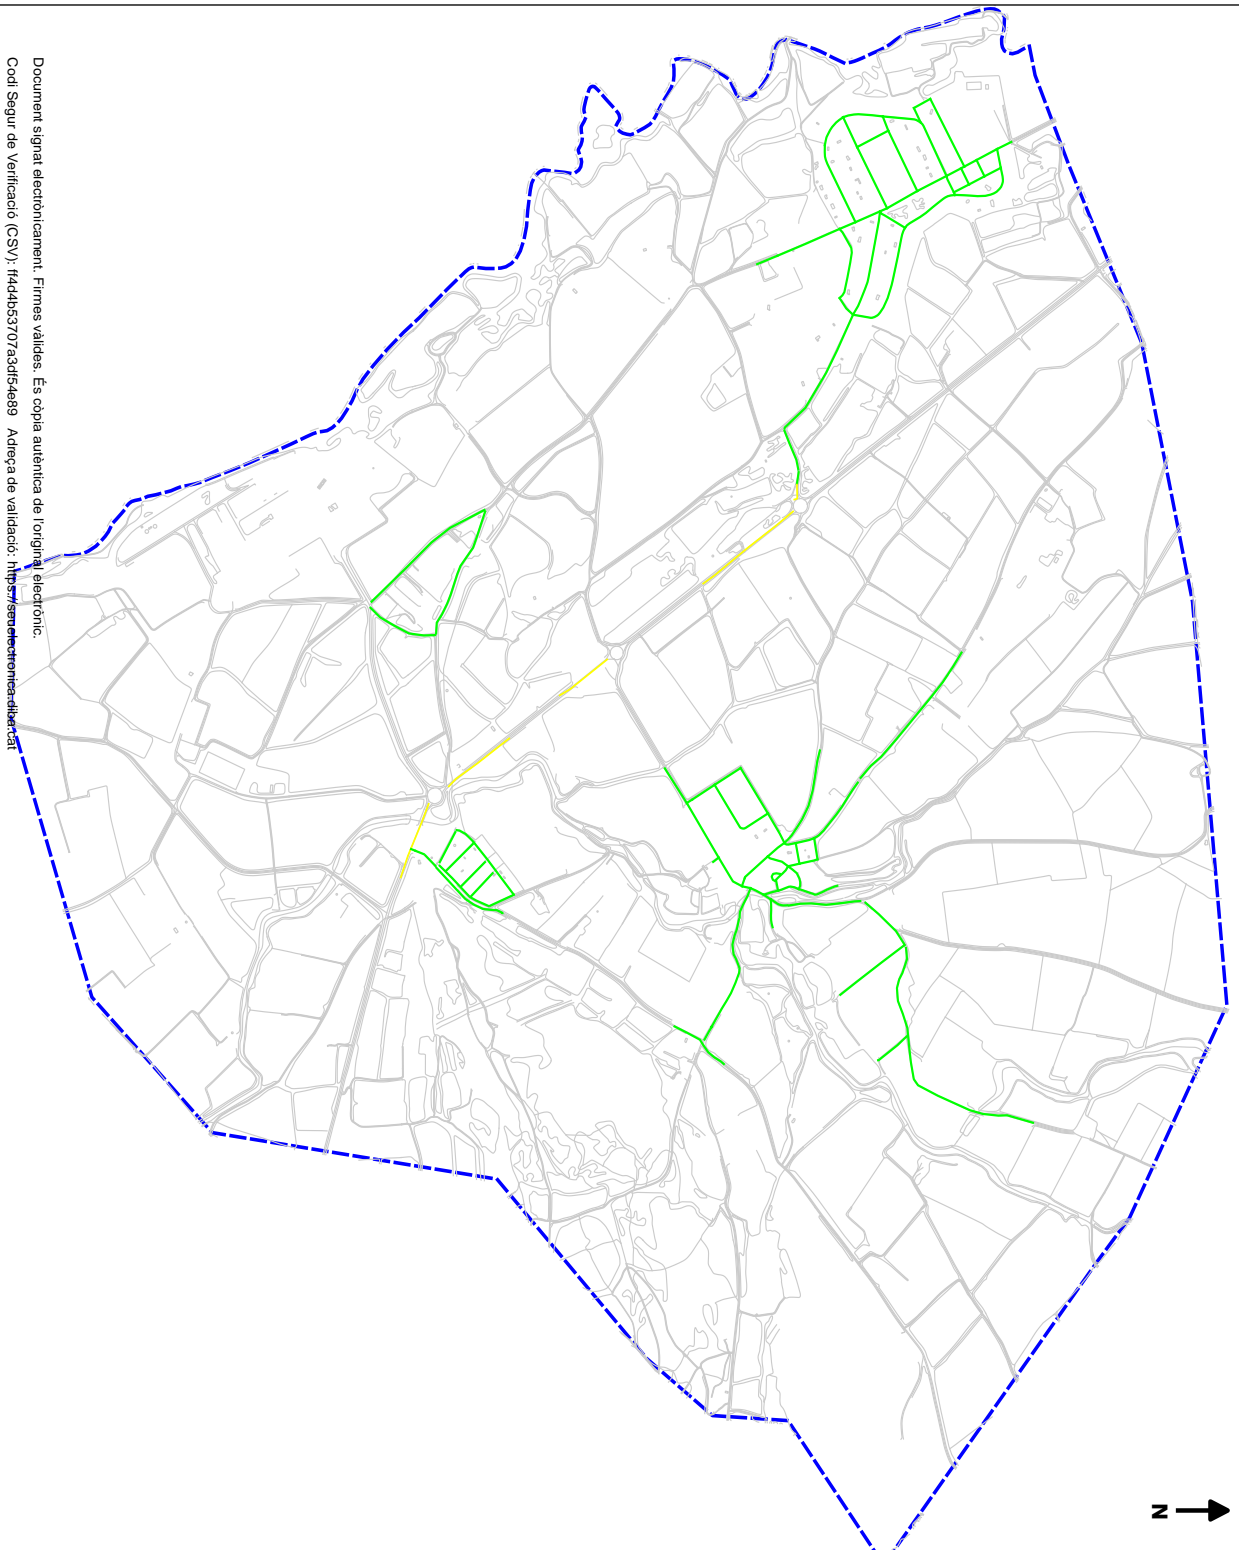 Document signat electrònicament. Firmes vàlides. És còpia autèntica de l'original electrònic.
Codi Segur de Verificació (CSV): ff4d4b53707a3df54e89 Adreça de validació: https://seuelectronica.diba.cat
N